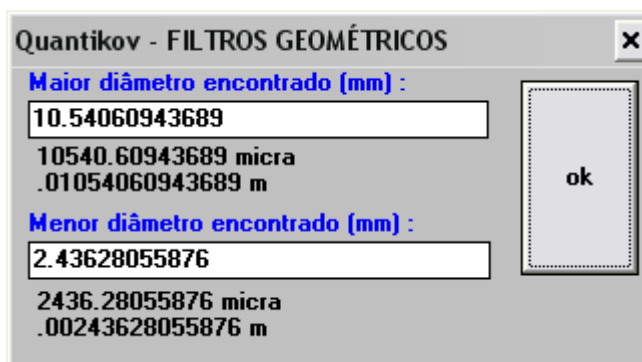 Quantikov - FILTROS GEOMÉTRICOS
Maior diâmetro encontrado (mm) :
10.54060943689
10540.60943689 micra
.01054060943689 m
ok
Menor diâmetro encontrado (mm) :
2.43628055876
2436.28055876 micra
.00243628055876 m